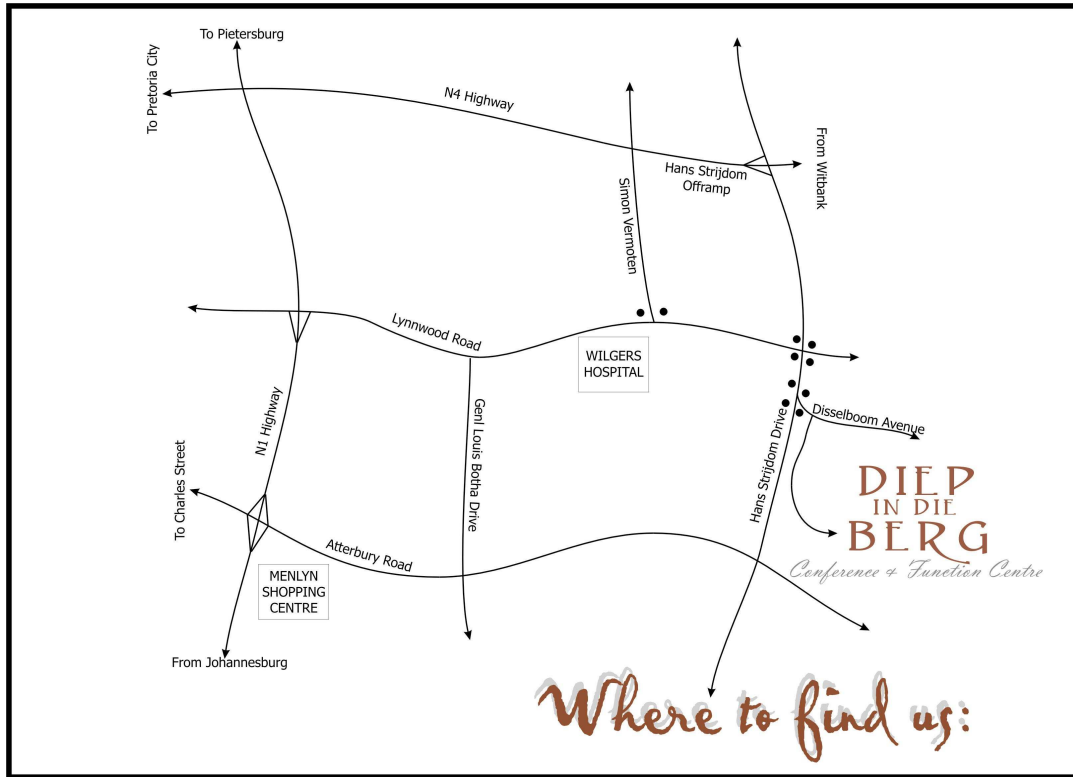 To Pietersburg
To Pretoria City
N4 Highway
From Witbank
Hans Strijdom
Offramp
Simon Vermoten
Lynnwood Road
WILGERS
HOSPITAL
N1 Highway
Genl Louis Botha Drive
Hans Strijdom Drive
Disselboom Avenue
To Charles Street
DIEP
IN DIE
BERG
Conference & Function Centre
Atterbury Road
MENLYN
SHOPPING
CENTRE
From Johannesburg
Where to find us: